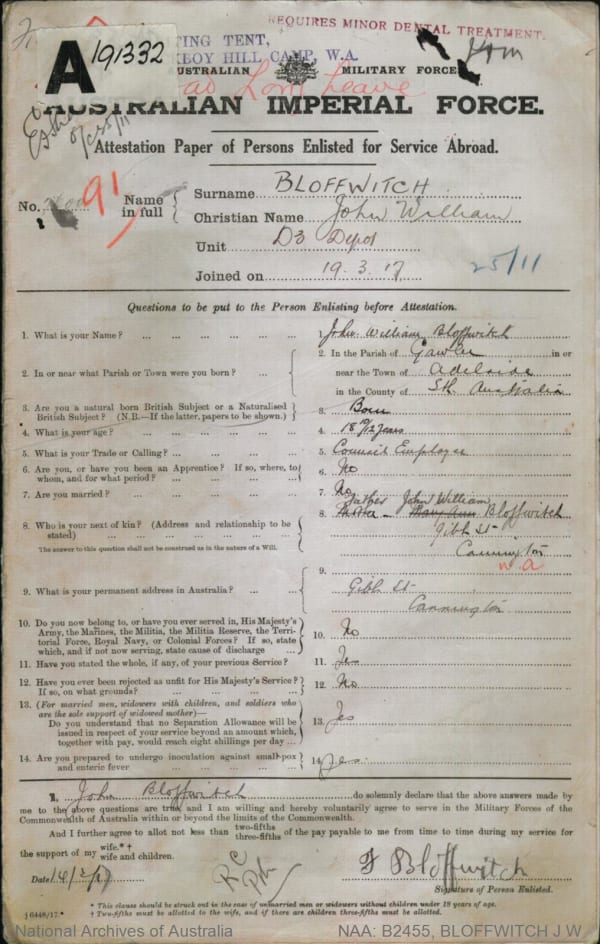 REQUIRES MINOR DENTAL TREATMENT.
TING TENT,
KBOY HILL CAMP, W.A.
A 191332
AUSTRALIAN MILITARY FORCE
Leave
AUSTRALIAN IMPERIAL FORCE.
Attestation Paper of Persons Enlisted for Service Abroad.
No. 91 Name in full
Surname BLOFFWITCH
Christian Name John William
Unit D3 Depot
Joined on 19.3.17 25/11
Questions to be put to the Person Enlisting before Attestation.
1. What is your Name? ... 1. John William Bloffwitch
2. In or near what Parish or Town were you born? ... 2. In the Parish of Gawler in or
near the Town of Adelaide
in the County of Sth Australia
3. Are you a natural born British Subject or a Naturalised
British Subject? (N.B.—If the latter, papers to be shown.) 3. Born
4. What is your age? ... 4. 18 10/12 years
5. What is your Trade or Calling? ... 5. Council Employee
6. Are you, or have you been an Apprentice? If so, where, to
whom, and for what period? ... 6. No
7. Are you married? ... 7. No
8. Who is your next of kin? (Address and relationship to be
stated) ... 8. Father John William
Mother - Mary Ann Bloffwitch
Gibb St
Cannington
W.A
The answer to this question shall not be construed as in the nature of a Will.
9. What is your permanent address in Australia? ... 9. Gibb St
Cannington
10. Do you now belong to, or have you ever served in, His Majesty's
Army, the Marines, the Militia, the Militia Reserve, the Terri-
torial Force, Royal Navy, or Colonial Forces? If so, state
which, and if not now serving, state cause of discharge ... 10. No
11. Have you stated the whole, if any, of your previous Service? 11. Yes
12. Have you ever been rejected as unfit for His Majesty's Service?
If so, on what grounds? ... 12. No
13. (For married men, widowers with children, and soldiers who
are the sole support of widowed mother)—
Do you understand that no Separation Allowance will be
issued in respect of your service beyond an amount which,
together with pay, would reach eight shillings per day ... 13. Yes
14. Are you prepared to undergo inoculation against small-pox
and enteric fever ... 14. Yes
I, John Bloffwitch do solemnly declare that the above answers made by
me to the above questions are true, and I am willing and hereby voluntarily agree to serve in the Military Forces of the
Commonwealth of Australia within or beyond the limits of the Commonwealth.
And I further agree to allot not less than two-fifths three-fifths of the pay payable to me from time to time during my service for
the support of my wife.*† wife and children.
RC
Date 14/3/17 J Bloffwitch
Signature of Person Enlisted.
* This clause should be struck out in the case of unmarried men or widowers without children under 18 years of age.
j 6448/17.* † Two-fifths must be allotted to the wife, and if there are children three-fifths must be allotted.
National Archives of Australia NAA: B2455, BLOFFWITCH J W